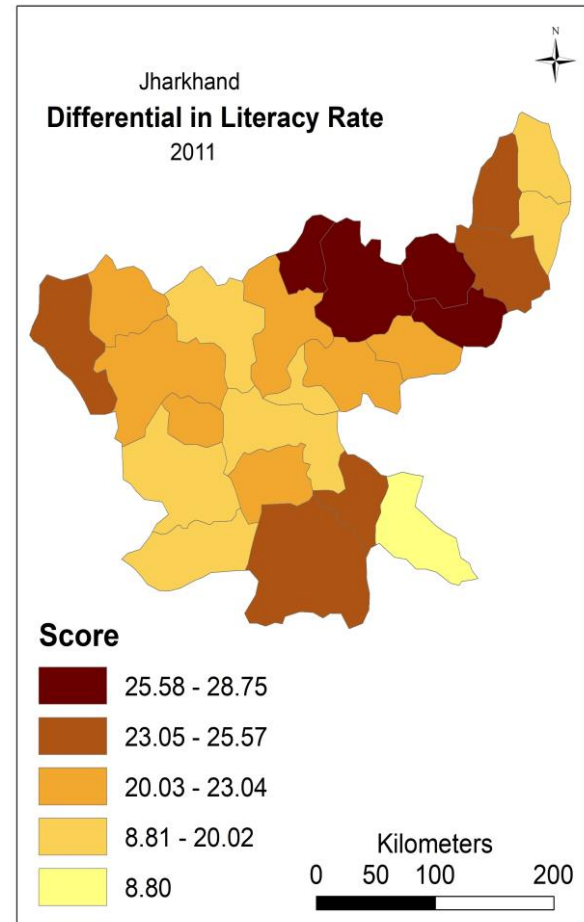 N
Jharkhand
Differential in Literacy Rate
2011
Score
25.58 - 28.75
23.05 - 25.57
20.03 - 23.04
8.81 - 20.02
8.80
Kilometers
0 50 100 200